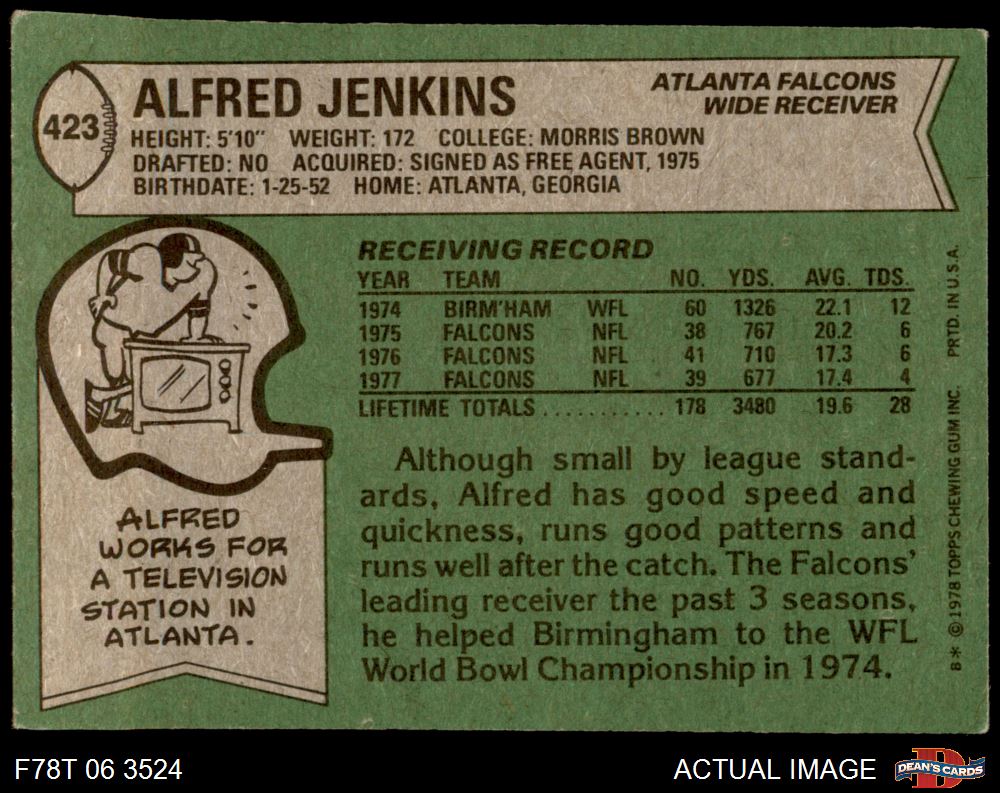 423
ALFRED JENKINS
ATLANTA FALCONS
WIDE RECEIVER
HEIGHT: 5'10" WEIGHT: 172 COLLEGE: MORRIS BROWN
DRAFTED: NO ACQUIRED: SIGNED AS FREE AGENT, 1975
BIRTHDATE: 1-25-52 HOME: ATLANTA, GEORGIA
RECEIVING RECORD
YEAR TEAM NO. YDS. AVG. TDS.
1974 BIRM'HAM WFL 60 1326 22.1 12
1975 FALCONS NFL 38 767 20.2 6
1976 FALCONS NFL 41 710 17.3 6
1977 FALCONS NFL 39 677 17.4 4
LIFETIME TOTALS ........... 178 3480 19.6 28
ALFRED
WORKS FOR
A TELEVISION
STATION IN
ATLANTA.
Although small by league stand-
ards, Alfred has good speed and
quickness, runs good patterns and
runs well after the catch. The Falcons'
leading receiver the past 3 seasons,
he helped Birmingham to the WFL
World Bowl Championship in 1974.
B* © 1978 TOPPS CHEWING GUM INC. PRTD. IN U.S.A.
F78T 06 3524
ACTUAL IMAGE
D
DEAN'S CARDS